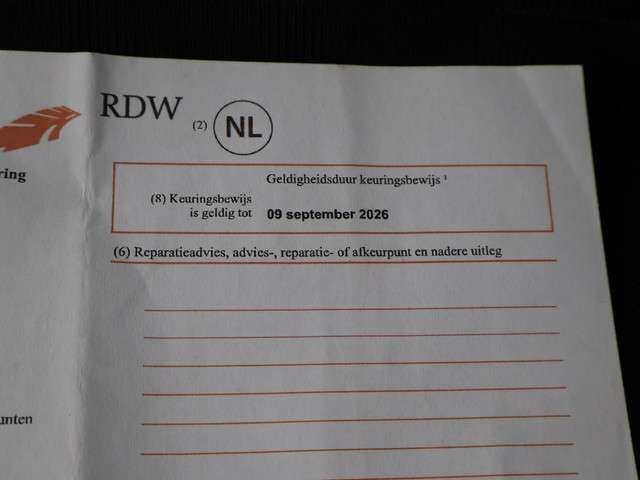 RDW (2) NL
ring
Geldigheidsduur keuringsbewijs ¹
(8) Keuringsbewijs
is geldig tot 09 september 2026
(6) Reparatieadvies, advies-, reparatie- of afkeurpunt en nadere uitleg
unten